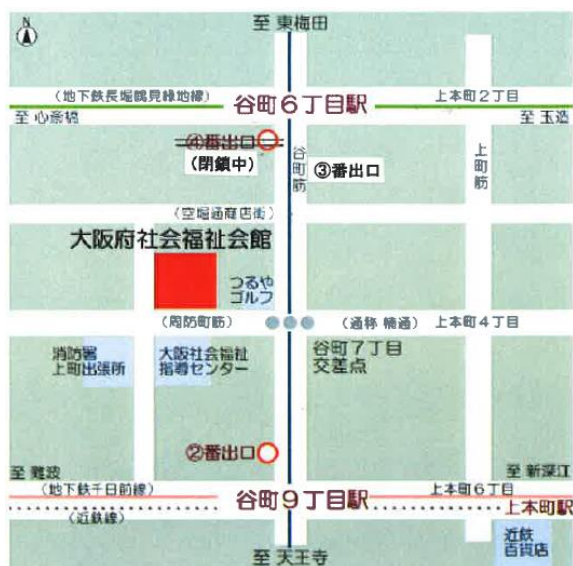 N
至 東梅田
（地下鉄長堀鶴見緑地線）
谷町6丁目駅
上本町2丁目
至 心斎橋
至 玉造
④番出口
（閉鎖中）
谷町筋
③番出口
上町筋
（空堀通商店街）
大阪府社会福祉会館
つるや
ゴルフ
（周防町筋）
（通称 楠通）
上本町4丁目
消防署
上町出張所
大阪社会福祉
指導センター
谷町7丁目
交差点
②番出口
至 難波
至 新深江
（地下鉄千日前線）
谷町9丁目駅
上本町6丁目
（近鉄線）
上本町駅
近鉄
百貨店
至 天王寺